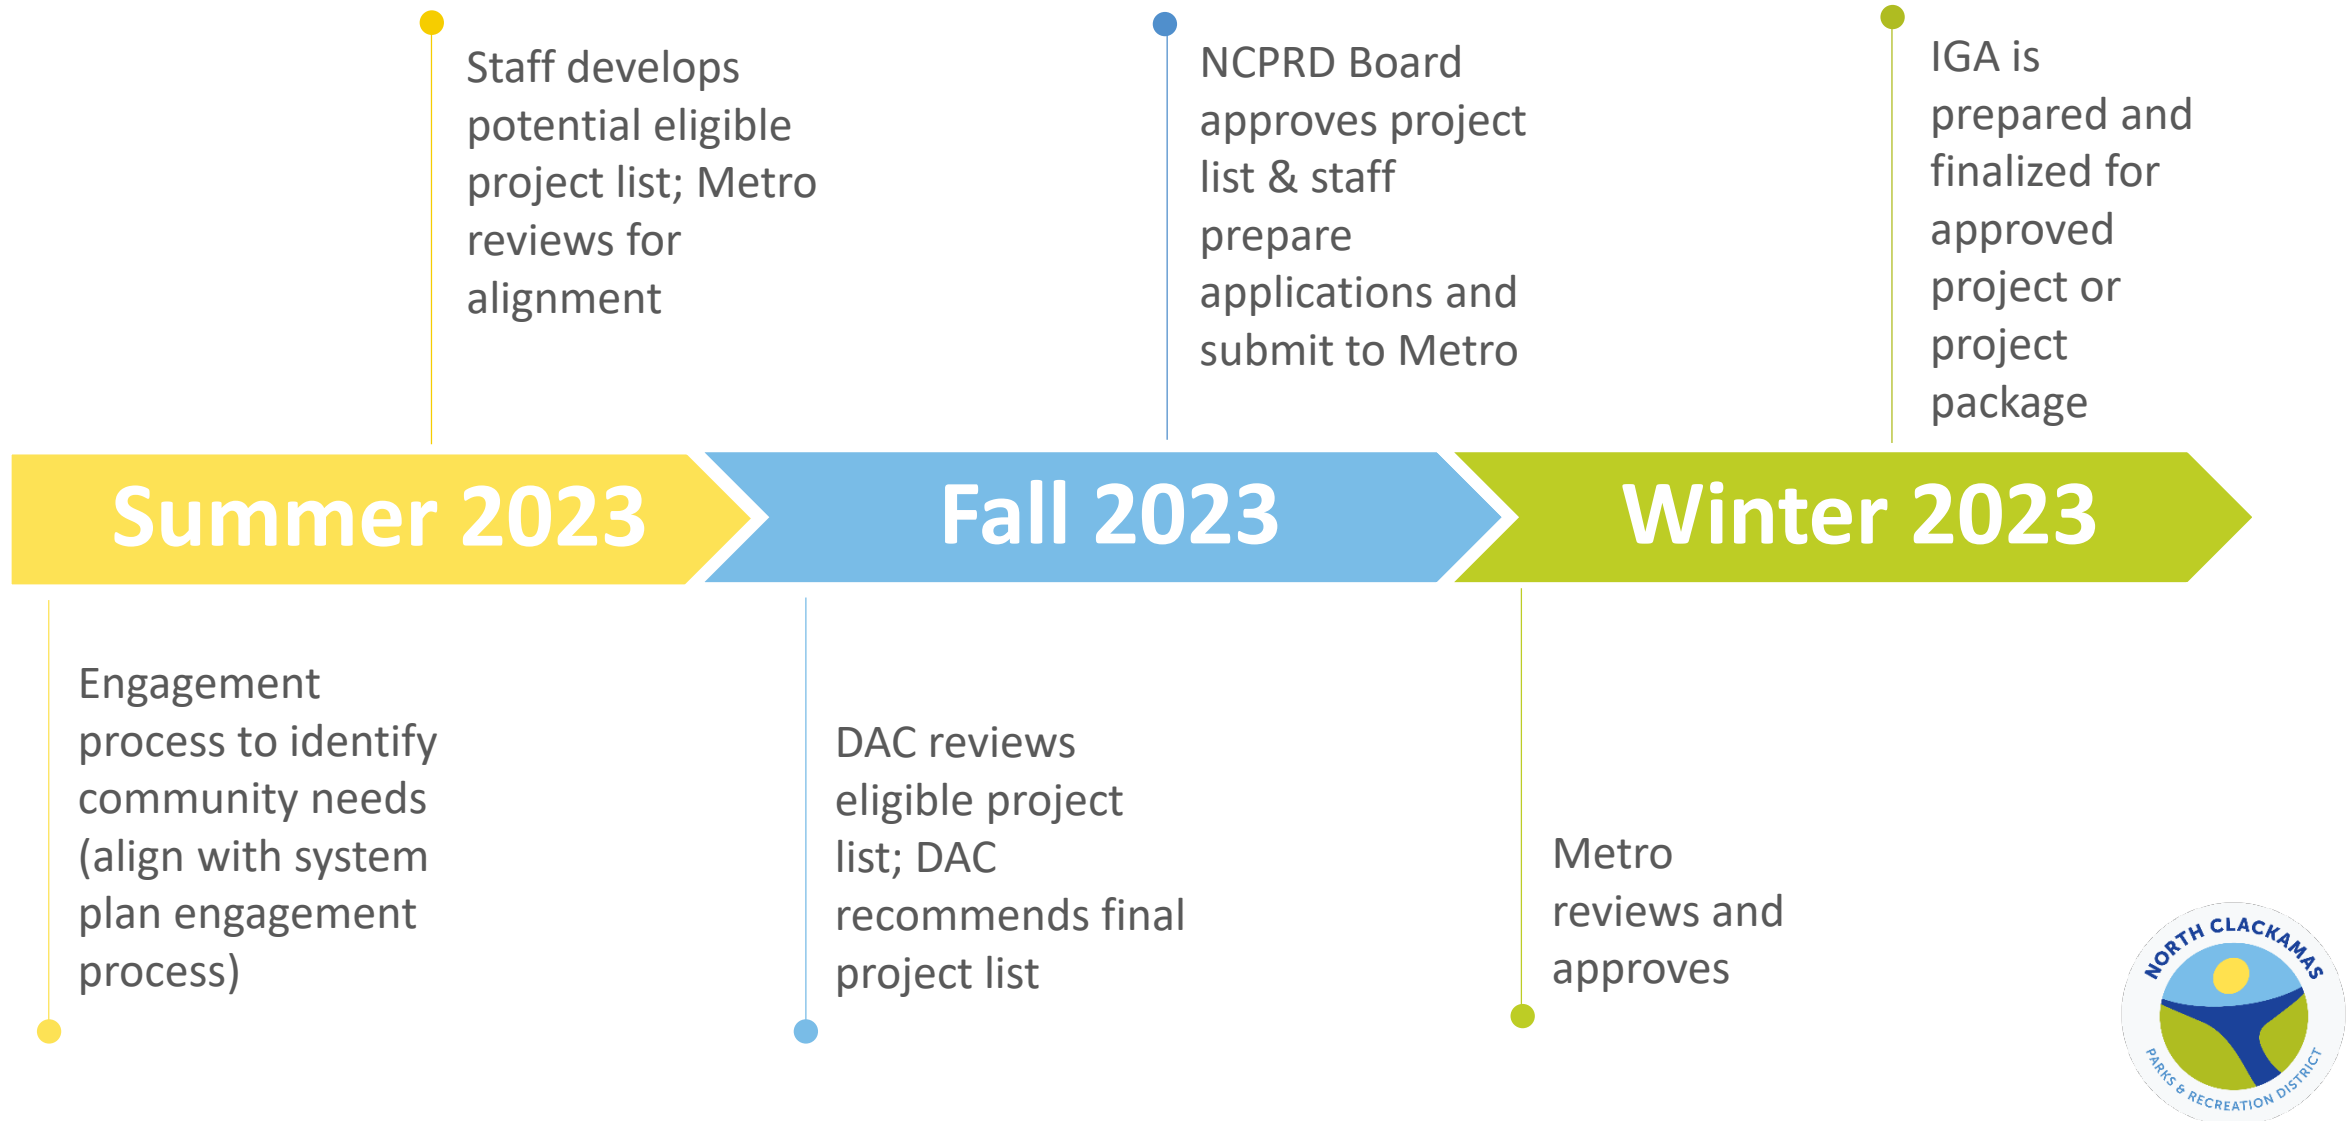 Staff develops
potential eligible
project list; Metro
reviews for
alignment
NCPRD Board
approves project
list & staff
prepare
applications and
submit to Metro
IGA is
prepared and
finalized for
approved
project or
project
package
Summer 2023
Fall 2023
Winter 2023
Engagement
process to identify
community needs
(align with system
plan engagement
process)
DAC reviews
eligible project
list; DAC
recommends final
project list
Metro
reviews and
approves
NORTH CLACKAMAS
PARKS & RECREATION DISTRICT